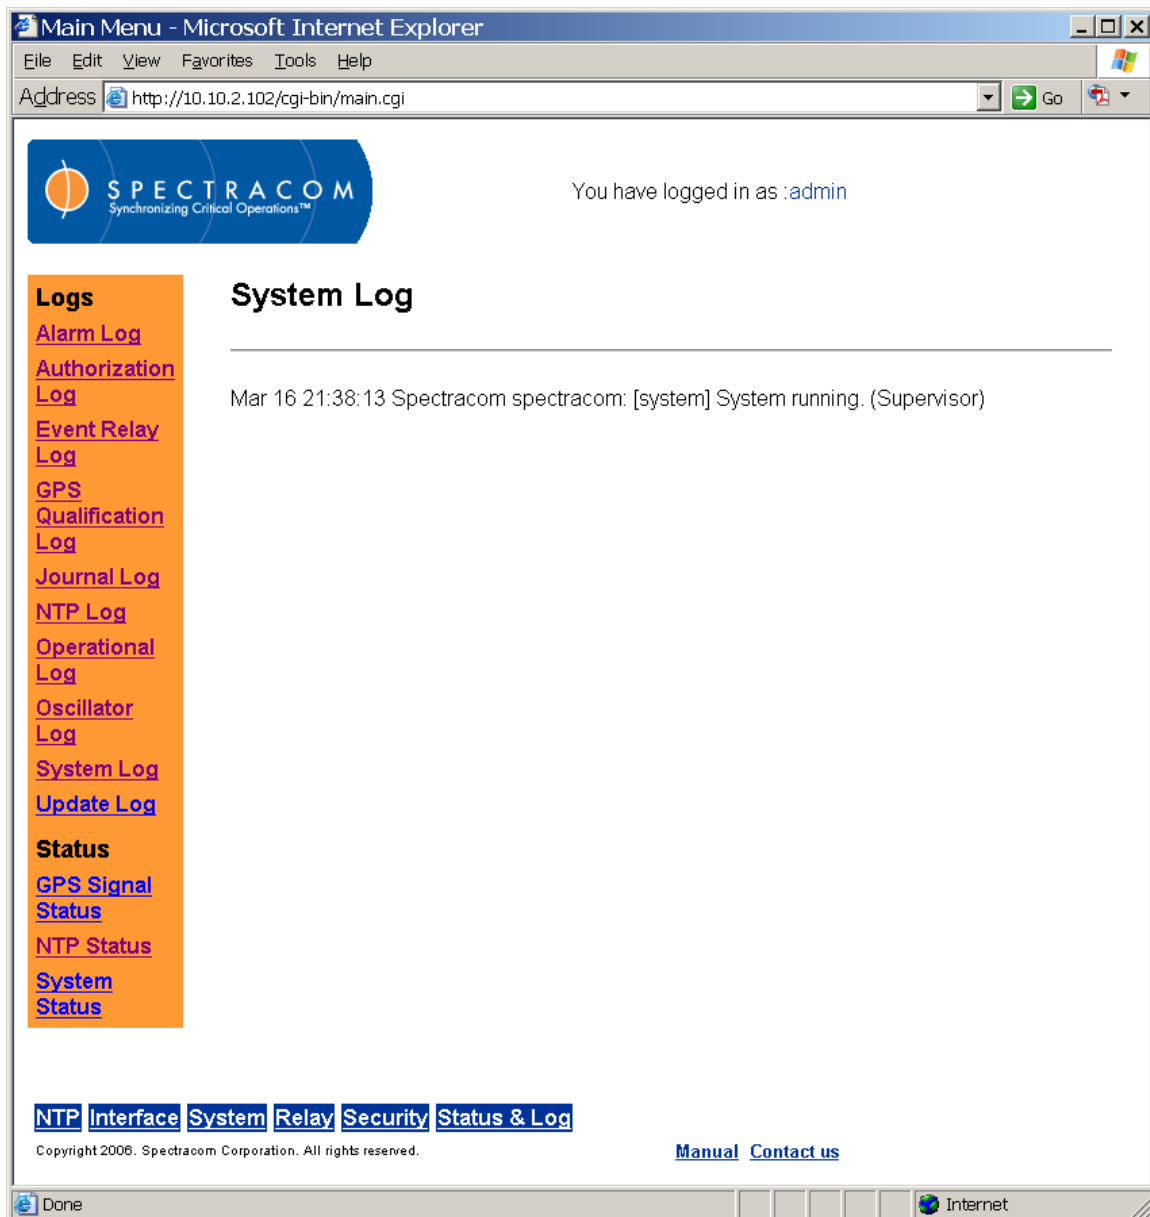 Main Menu - Microsoft Internet Explorer
File Edit View Favorites Tools Help
Address http://10.10.2.102/cgi-bin/main.cgi Go
SPECTRACOM
Synchronizing Critical Operations™
You have logged in as :admin
Logs
Alarm Log
Authorization
Log
Event Relay
Log
GPS
Qualification
Log
Journal Log
NTP Log
Operational
Log
Oscillator
Log
System Log
Update Log
Status
GPS Signal
Status
NTP Status
System
Status
System Log
Mar 16 21:38:13 Spectracom spectracom: [system] System running. (Supervisor)
NTP Interface System Relay Security Status & Log
Copyright 2006. Spectracom Corporation. All rights reserved.
Manual Contact us
Done Internet